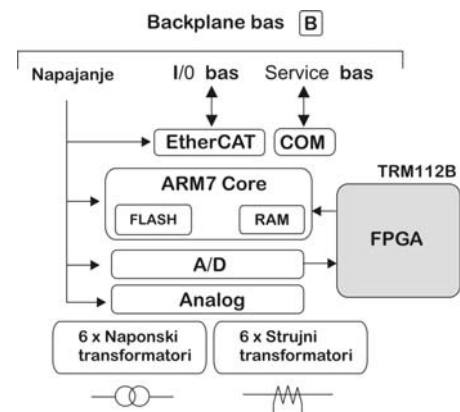 Backplane bas B
Napajanje
I/0 bas
Service bas
EtherCAT
COM
TRM112B
ARM7 Core
FLASH
RAM
FPGA
A/D
Analog
6 x Naponski
transformatori
6 x Strujni
transformatori